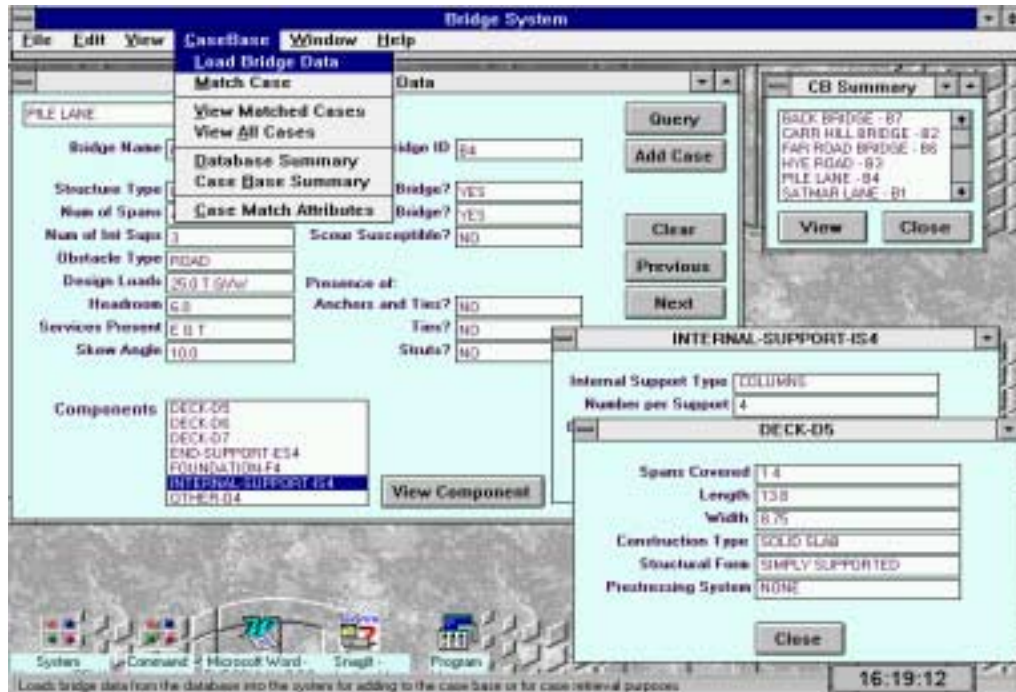 Bridge System
File Edit View CaseBase Window Help
Load Bridge Data
Match Case
View Matched Cases
View All Cases
Database Summary
Case Base Summary
Case Match Attributes
Data
PILE LANE
Bridge Name
Bridge ID B4
Structure Type
Bridge? YES
Num of Spans
Bridge? YES
Num of Int Sups 3
Scour Susceptible? NO
Obstacle Type ROAD
Design Loads 25.0 T GVW
Presence of:
Headroom 6.0
Anchors and Ties? NO
Services Present E G T
Ties? NO
Skew Angle 10.0
Struts? NO
Components
DECK-D5
DECK-D6
DECK-D7
END-SUPPORT-ES4
FOUNDATION-F4
INTERNAL-SUPPORT-IS4
OTHER-O4
View Component
Query
Add Case
Clear
Previous
Next
CB Summary
BACK BRIDGE - B7
CARR HILL BRIDGE - B2
FAR ROAD BRIDGE - B6
HYE ROAD - B3
PILE LANE - B4
SATMAR LANE - B1
View Close
INTERNAL-SUPPORT-IS4
Internal Support Type COLUMNS
Number per Support 4
DECK-D5
Spans Covered 1 4
Length 13.8
Width 8.75
Construction Type SOLID SLAB
Structural Form SIMPLY SUPPORTED
Prestressing System NONE
Close
System
Command
Microsoft Word -
SnagIt -
Program
Loads bridge data from the database into the system for adding to the case base or for case retrieval purposes
16:19:12